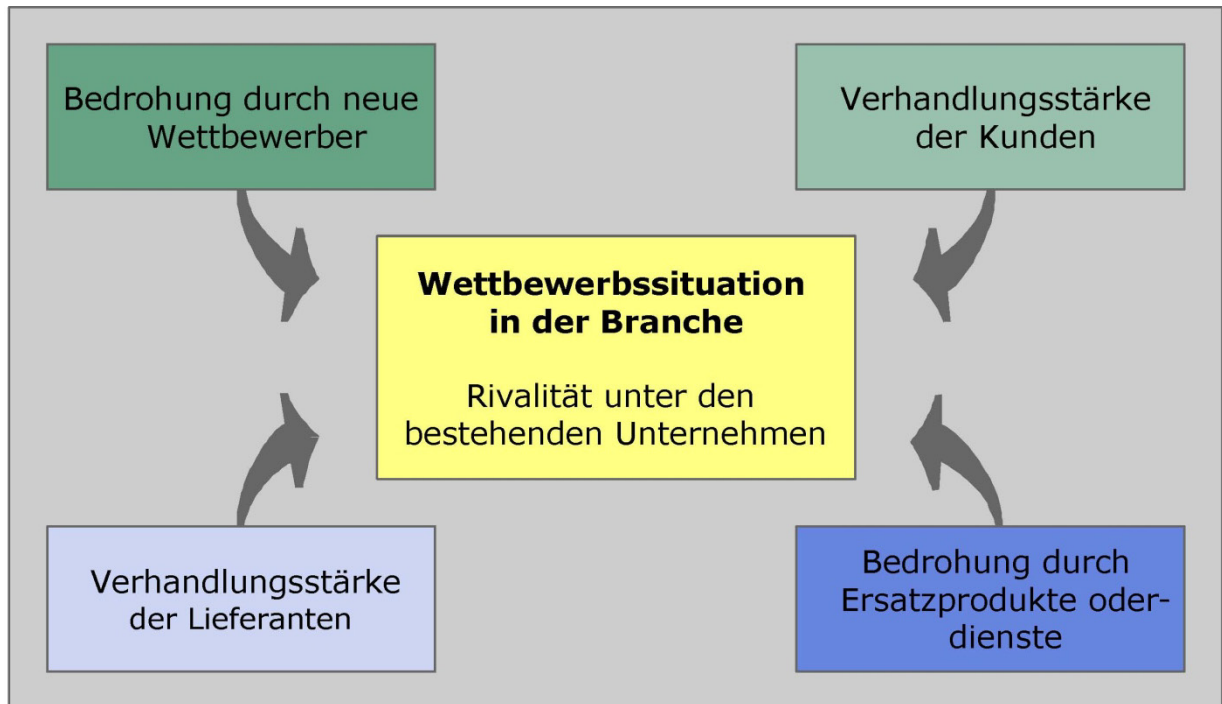 Bedrohung durch neue
Wettbewerber
Verhandlungsstärke
der Kunden
Wettbewerbssituation
in der Branche
Rivalität unter den
bestehenden Unternehmen
Verhandlungsstärke
der Lieferanten
Bedrohung durch
Ersatzprodukte oder-
dienste